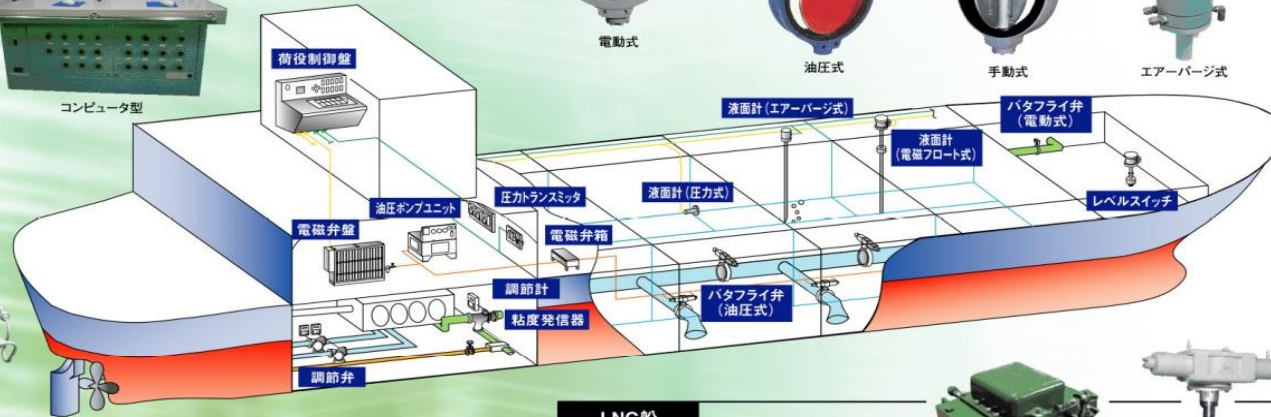 電動式
油圧式
手動式
エアーパージ式
コンピュータ型
荷役制御盤
液面計(エアーパージ式)
バタフライ弁
(電動式)
液面計
(電磁フロート式)
液面計(圧力式)
レベルスイッチ
圧力トランスミッタ
油圧ポンプユニット
電磁弁盤
電磁弁箱
調節計
バタフライ弁
(油圧式)
粘度発信器
調節弁
LNG船